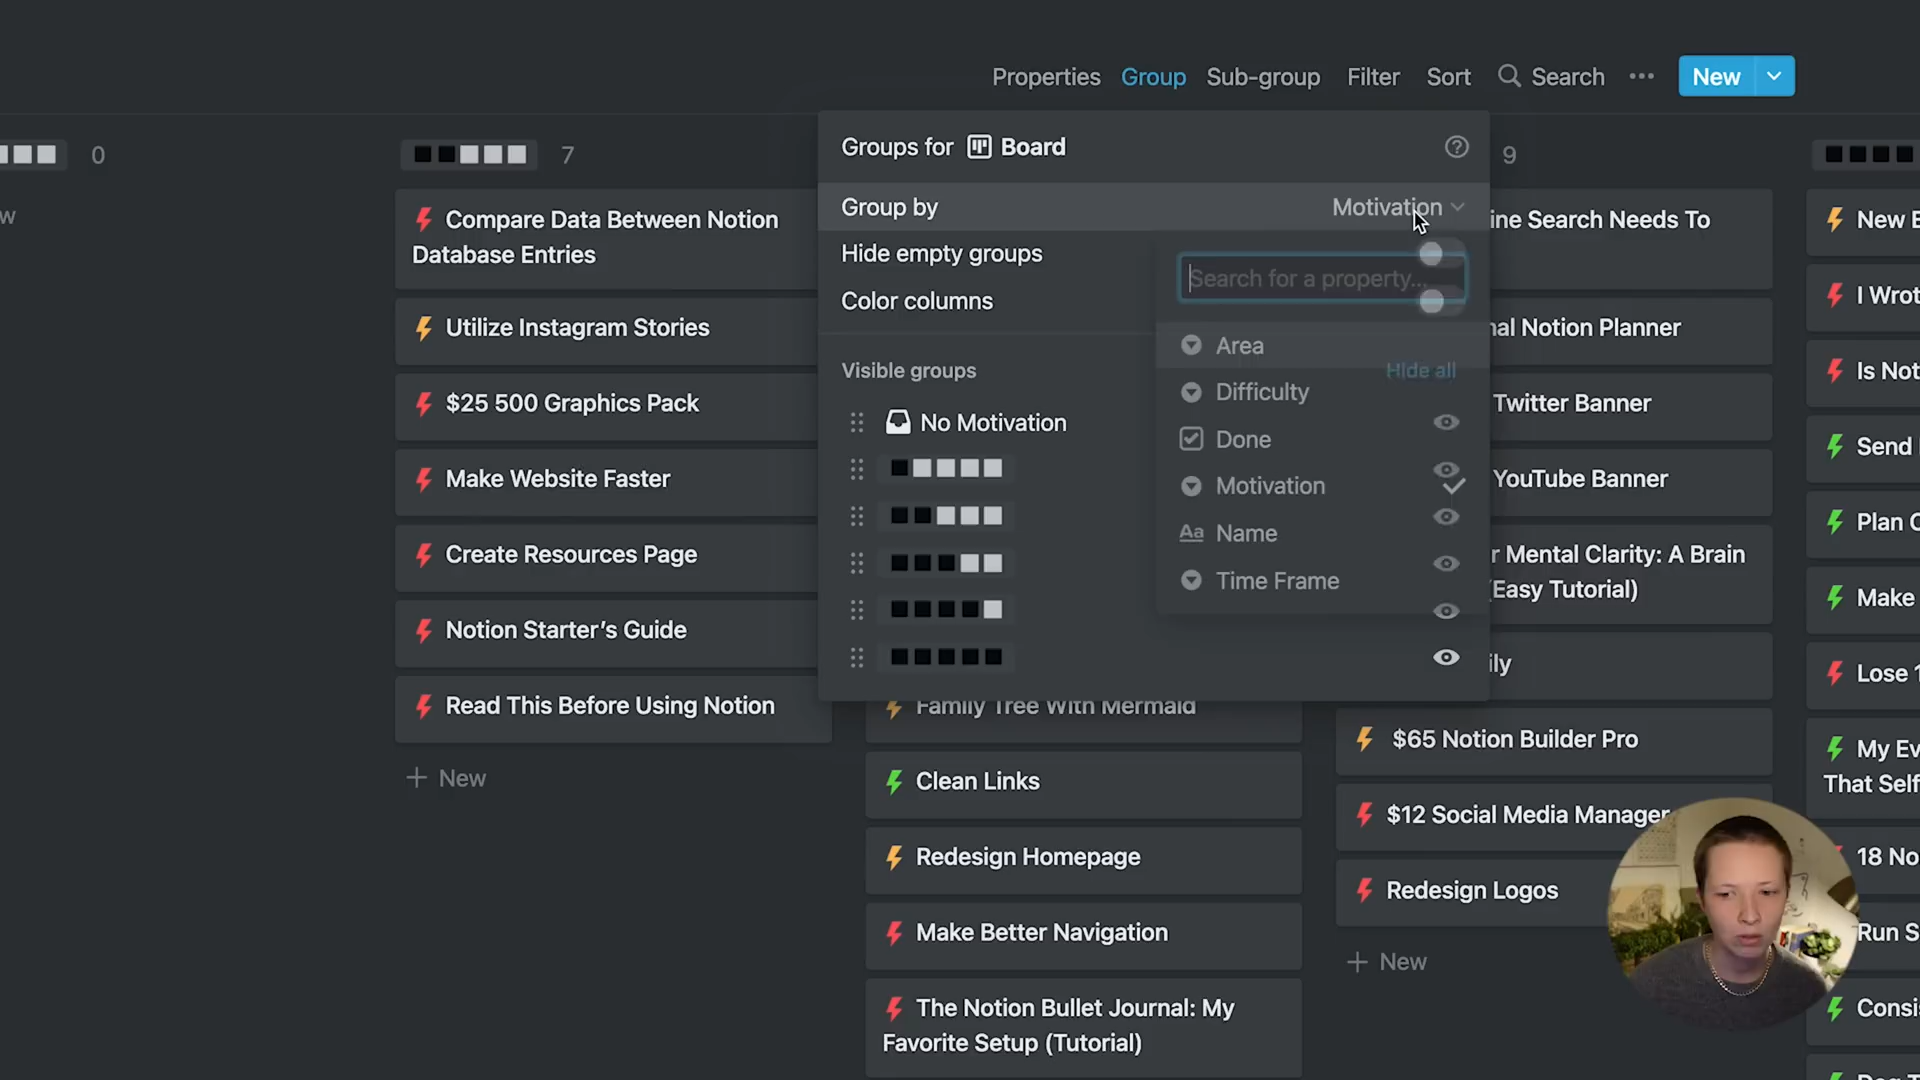 Properties
Group
Sub-group
Filter
Sort
Search
New
0
7
Compare Data Between Notion
Database Entries
Utilize Instagram Stories
$25 500 Graphics Pack
Make Website Faster
Create Resources Page
Notion Starter's Guide
Read This Before Using Notion
+ New
Groups for Board
Group by
Motivation
Hide empty groups
Color columns
Visible groups
Hide all
No Motivation
Search for a property...
Area
Difficulty
Done
Motivation
Aa Name
Time Frame
Family Tree With Mermaid
Clean Links
Redesign Homepage
Make Better Navigation
The Notion Bullet Journal: My
Favorite Setup (Tutorial)
9
ine Search Needs To
nal Notion Planner
Twitter Banner
YouTube Banner
r Mental Clarity: A Brain
(Easy Tutorial)
ily
$65 Notion Builder Pro
$12 Social Media Manager
Redesign Logos
+ New
New
I Wrot
Is Not
Send
Plan
Make
Lose 1
My Ev
That Self
18 No
Run S
Consi